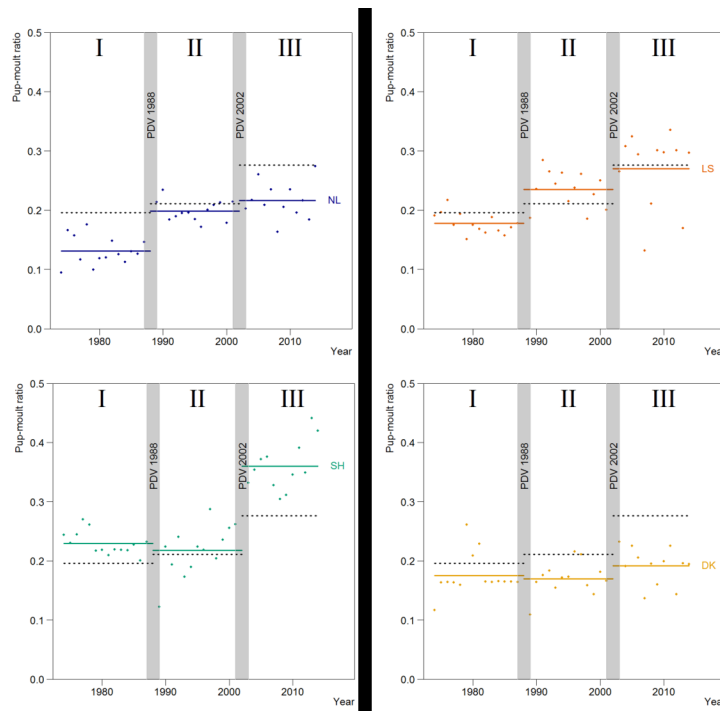 Pup-moult ratio
0.5
0.4
0.3
0.2
0.1
0.0
I
II
III
PDV 1988
PDV 2002
NL
1980
1990
2000
2010
Year
Pup-moult ratio
0.5
0.4
0.3
0.2
0.1
0.0
I
II
III
PDV 1988
PDV 2002
LS
1980
1990
2000
2010
Year
Pup-moult ratio
0.5
0.4
0.3
0.2
0.1
0.0
I
II
III
PDV 1988
PDV 2002
SH
1980
1990
2000
2010
Year
Pup-moult ratio
0.5
0.4
0.3
0.2
0.1
0.0
I
II
III
PDV 1988
PDV 2002
DK
1980
1990
2000
2010
Year